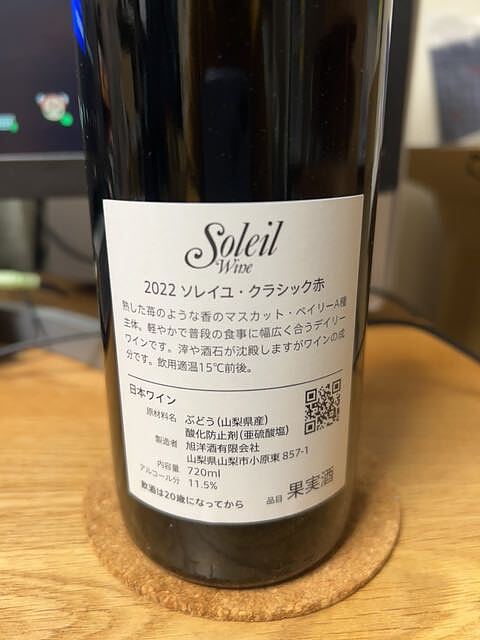 Soleil
Wine
2022 ソレイユ・クラシック赤
熟した苺のような香のマスカット・ベイリーA種
主体。軽やかで普段の食事に幅広く合うデイリー
ワインです。滓や酒石が沈殿しますがワインの成
分です。飲用適温15℃前後。
日本ワイン
原材料名 ぶどう(山梨県産)
酸化防止剤(亜硫酸塩)
製造者 旭洋酒有限会社
山梨県山梨市小原東 857-1
内容量 720ml
アルコール分 11.5%
飲酒は20歳になってから
品目 果実酒